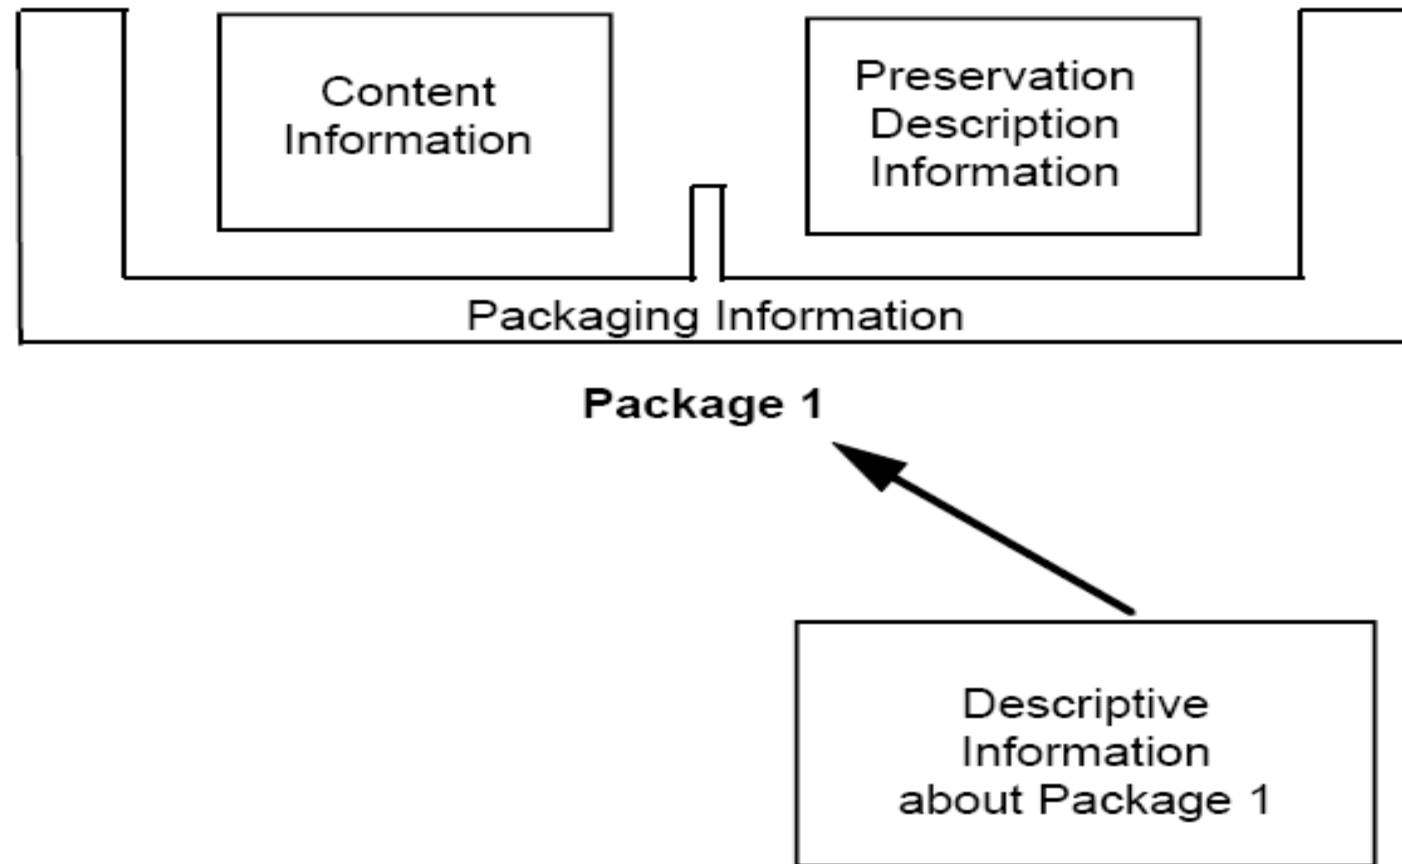 Content
Information
Preservation
Description
Information
Packaging Information
Package 1
Descriptive
Information
about Package 1